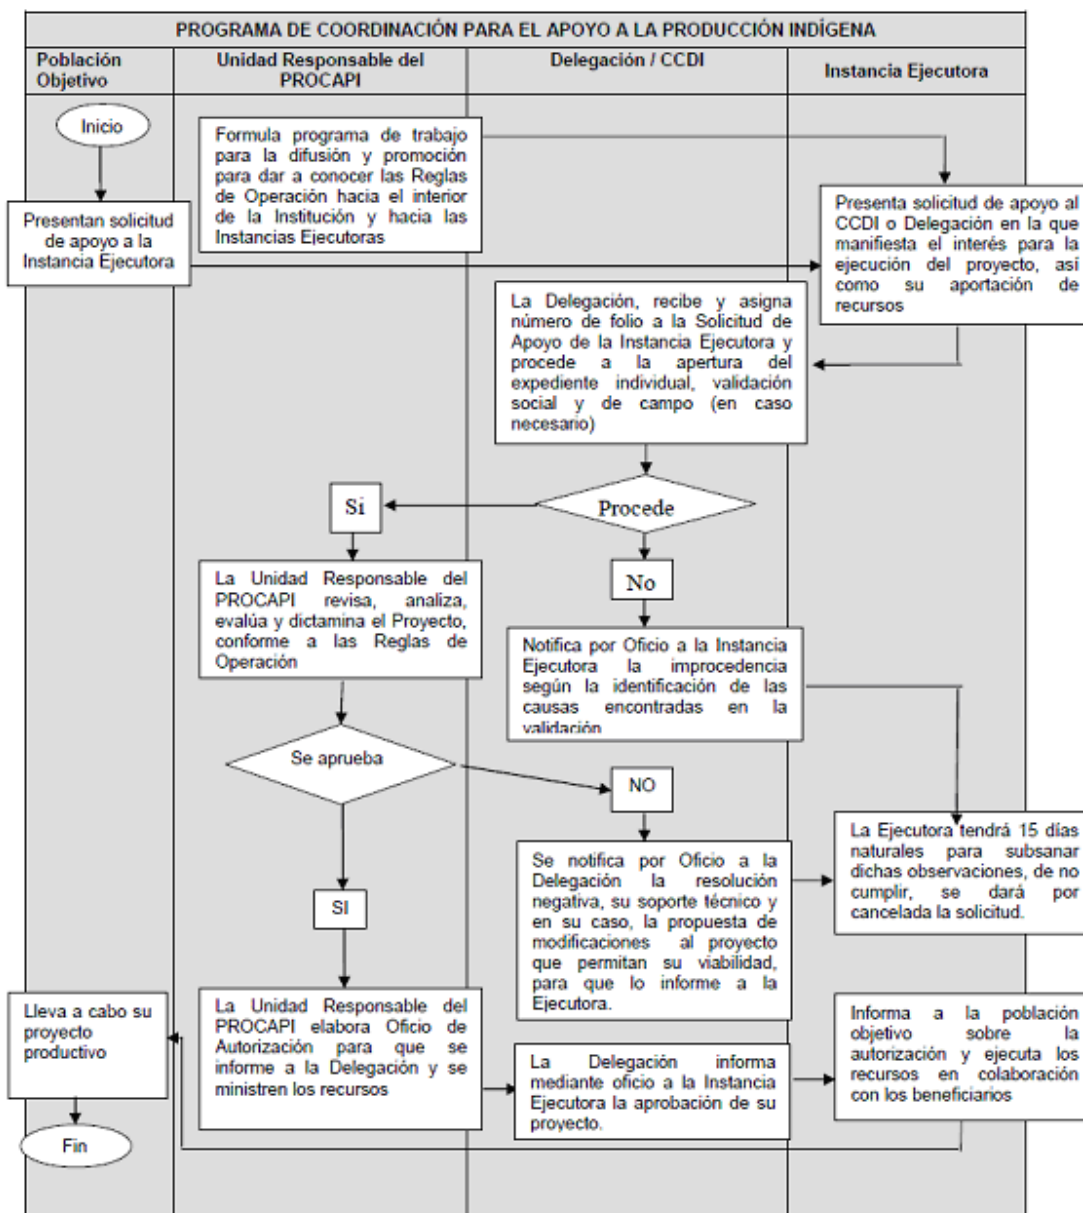 PROGRAMA DE COORDINACIÓN PARA EL APOYO A LA PRODUCCIÓN INDÍGENA
Población
Objetivo
Unidad Responsable del
PROCAPI
Delegación / CCDI
Instancia Ejecutora
Inicio
Formula programa de trabajo
para la difusión y promoción
para dar a conocer las Reglas
de Operación hacia el interior
de la Institución y hacia las
Instancias Ejecutoras
Presentan solicitud
de apoyo a la
Instancia Ejecutora
Presenta solicitud de apoyo al
CCDI o Delegación en la que
manifiesta el interés para la
ejecución del proyecto, así
como su aportación de
recursos
La Delegación, recibe y asigna
número de folio a la Solicitud de
Apoyo de la Instancia Ejecutora y
procede a la apertura del
expediente individual, validación
social y de campo (en caso
necesario)
Procede
Si
No
La Unidad Responsable del
PROCAPI revisa, analiza,
evalúa y dictamina el Proyecto,
conforme a las Reglas de
Operación
Notifica por Oficio a la Instancia
Ejecutora la improcedencia
según la identificación de las
causas encontradas en la
validación
Se aprueba
NO
La Ejecutora tendrá 15 días
naturales para subsanar
dichas observaciones, de no
cumplir, se dará por
cancelada la solicitud.
Se notifica por Oficio a la
Delegación la resolución
negativa, su soporte técnico y
en su caso, la propuesta de
modificaciones al proyecto
que permitan su viabilidad,
para que lo informe a la
Ejecutora.
SI
La Unidad Responsable del
PROCAPI elabora Oficio de
Autorización para que se
informe a la Delegación y se
ministren los recursos
La Delegación informa
mediante oficio a la Instancia
Ejecutora la aprobación de su
proyecto.
Informa a la población
objetivo sobre la
autorización y ejecuta los
recursos en colaboración
con los beneficiarios
Lleva a cabo su
proyecto
productivo
Fin